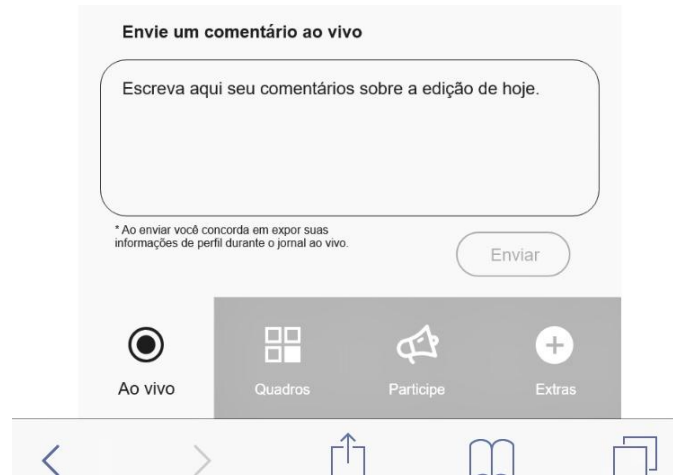 Envie um comentário ao vivo
Escreva aqui seu comentários sobre a edição de hoje.
* Ao enviar você concorda em expor suas
informações de perfil durante o jornal ao vivo.
Enviar
Ao vivo
Quadros
Participe
Extras